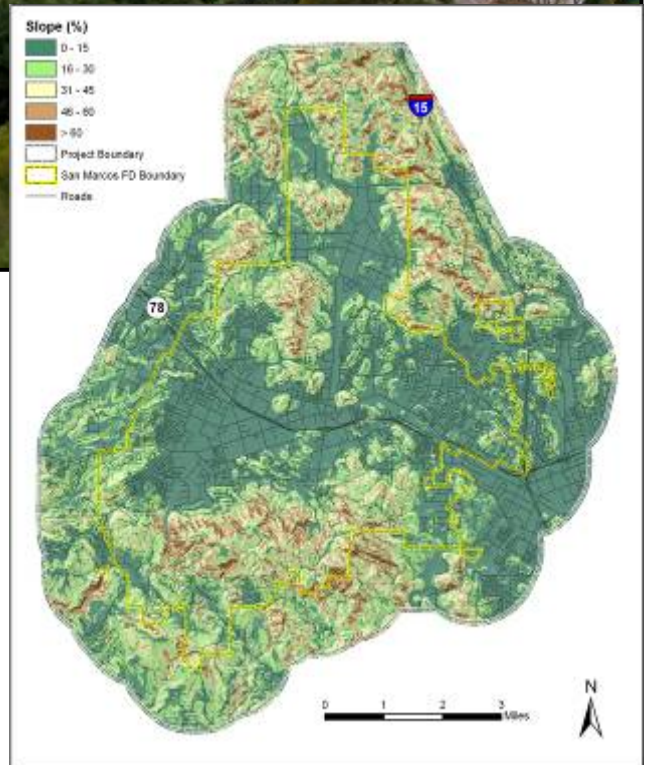 Slope (%)
0 - 15
16 - 30
31 - 45
46 - 60
> 60
Project Boundary
San Marcos FD Boundary
Roads
15
78
N
0 1 2 3
Miles